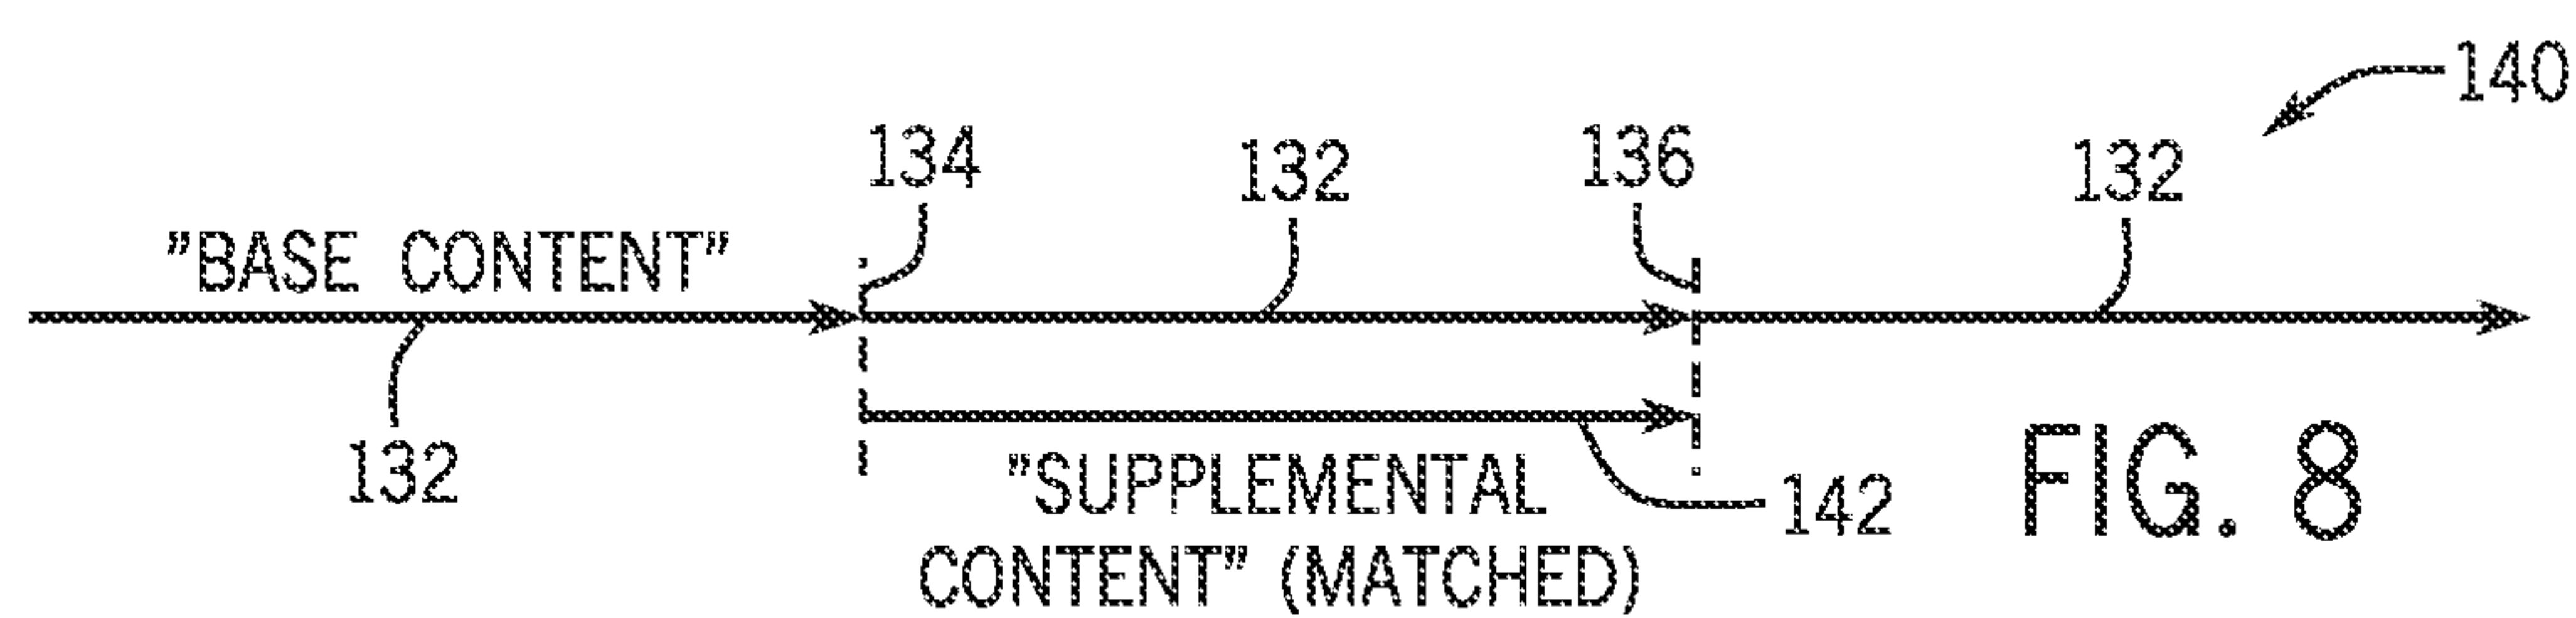 140
134
132
136
132
"BASE CONTENT"
132
"SUPPLEMENTAL
CONTENT" (MATCHED)
142
FIG. 8